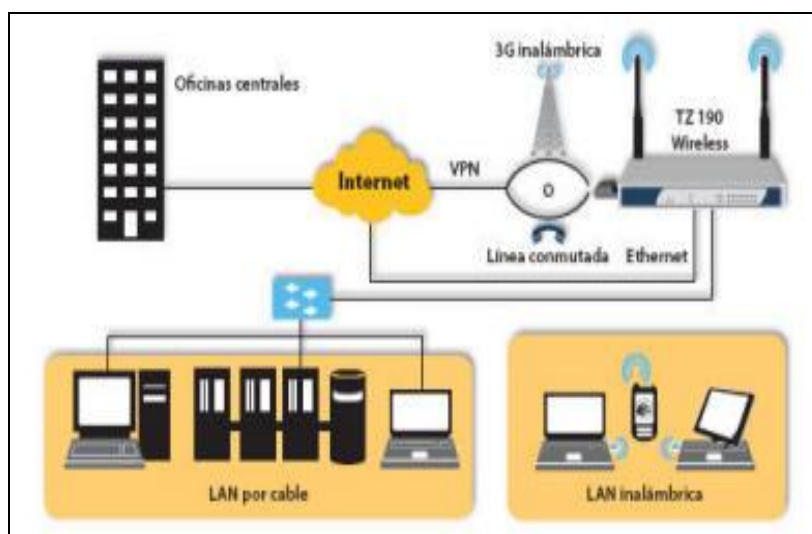 3G inalámbrica
Oficinas centrales
TZ 190
Wireless
Internet
VPN
O
Línea conmutada
Ethernet
LAN por cable
LAN inalámbrica